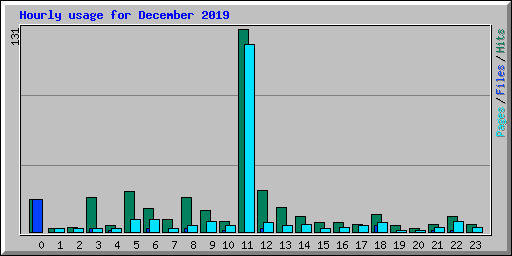 Hourly usage for December 2019
131
Pages/Files/Hits
0 1 2 3 4 5 6 7 8 9 10 11 12 13 14 15 16 17 18 19 20 21 22 23